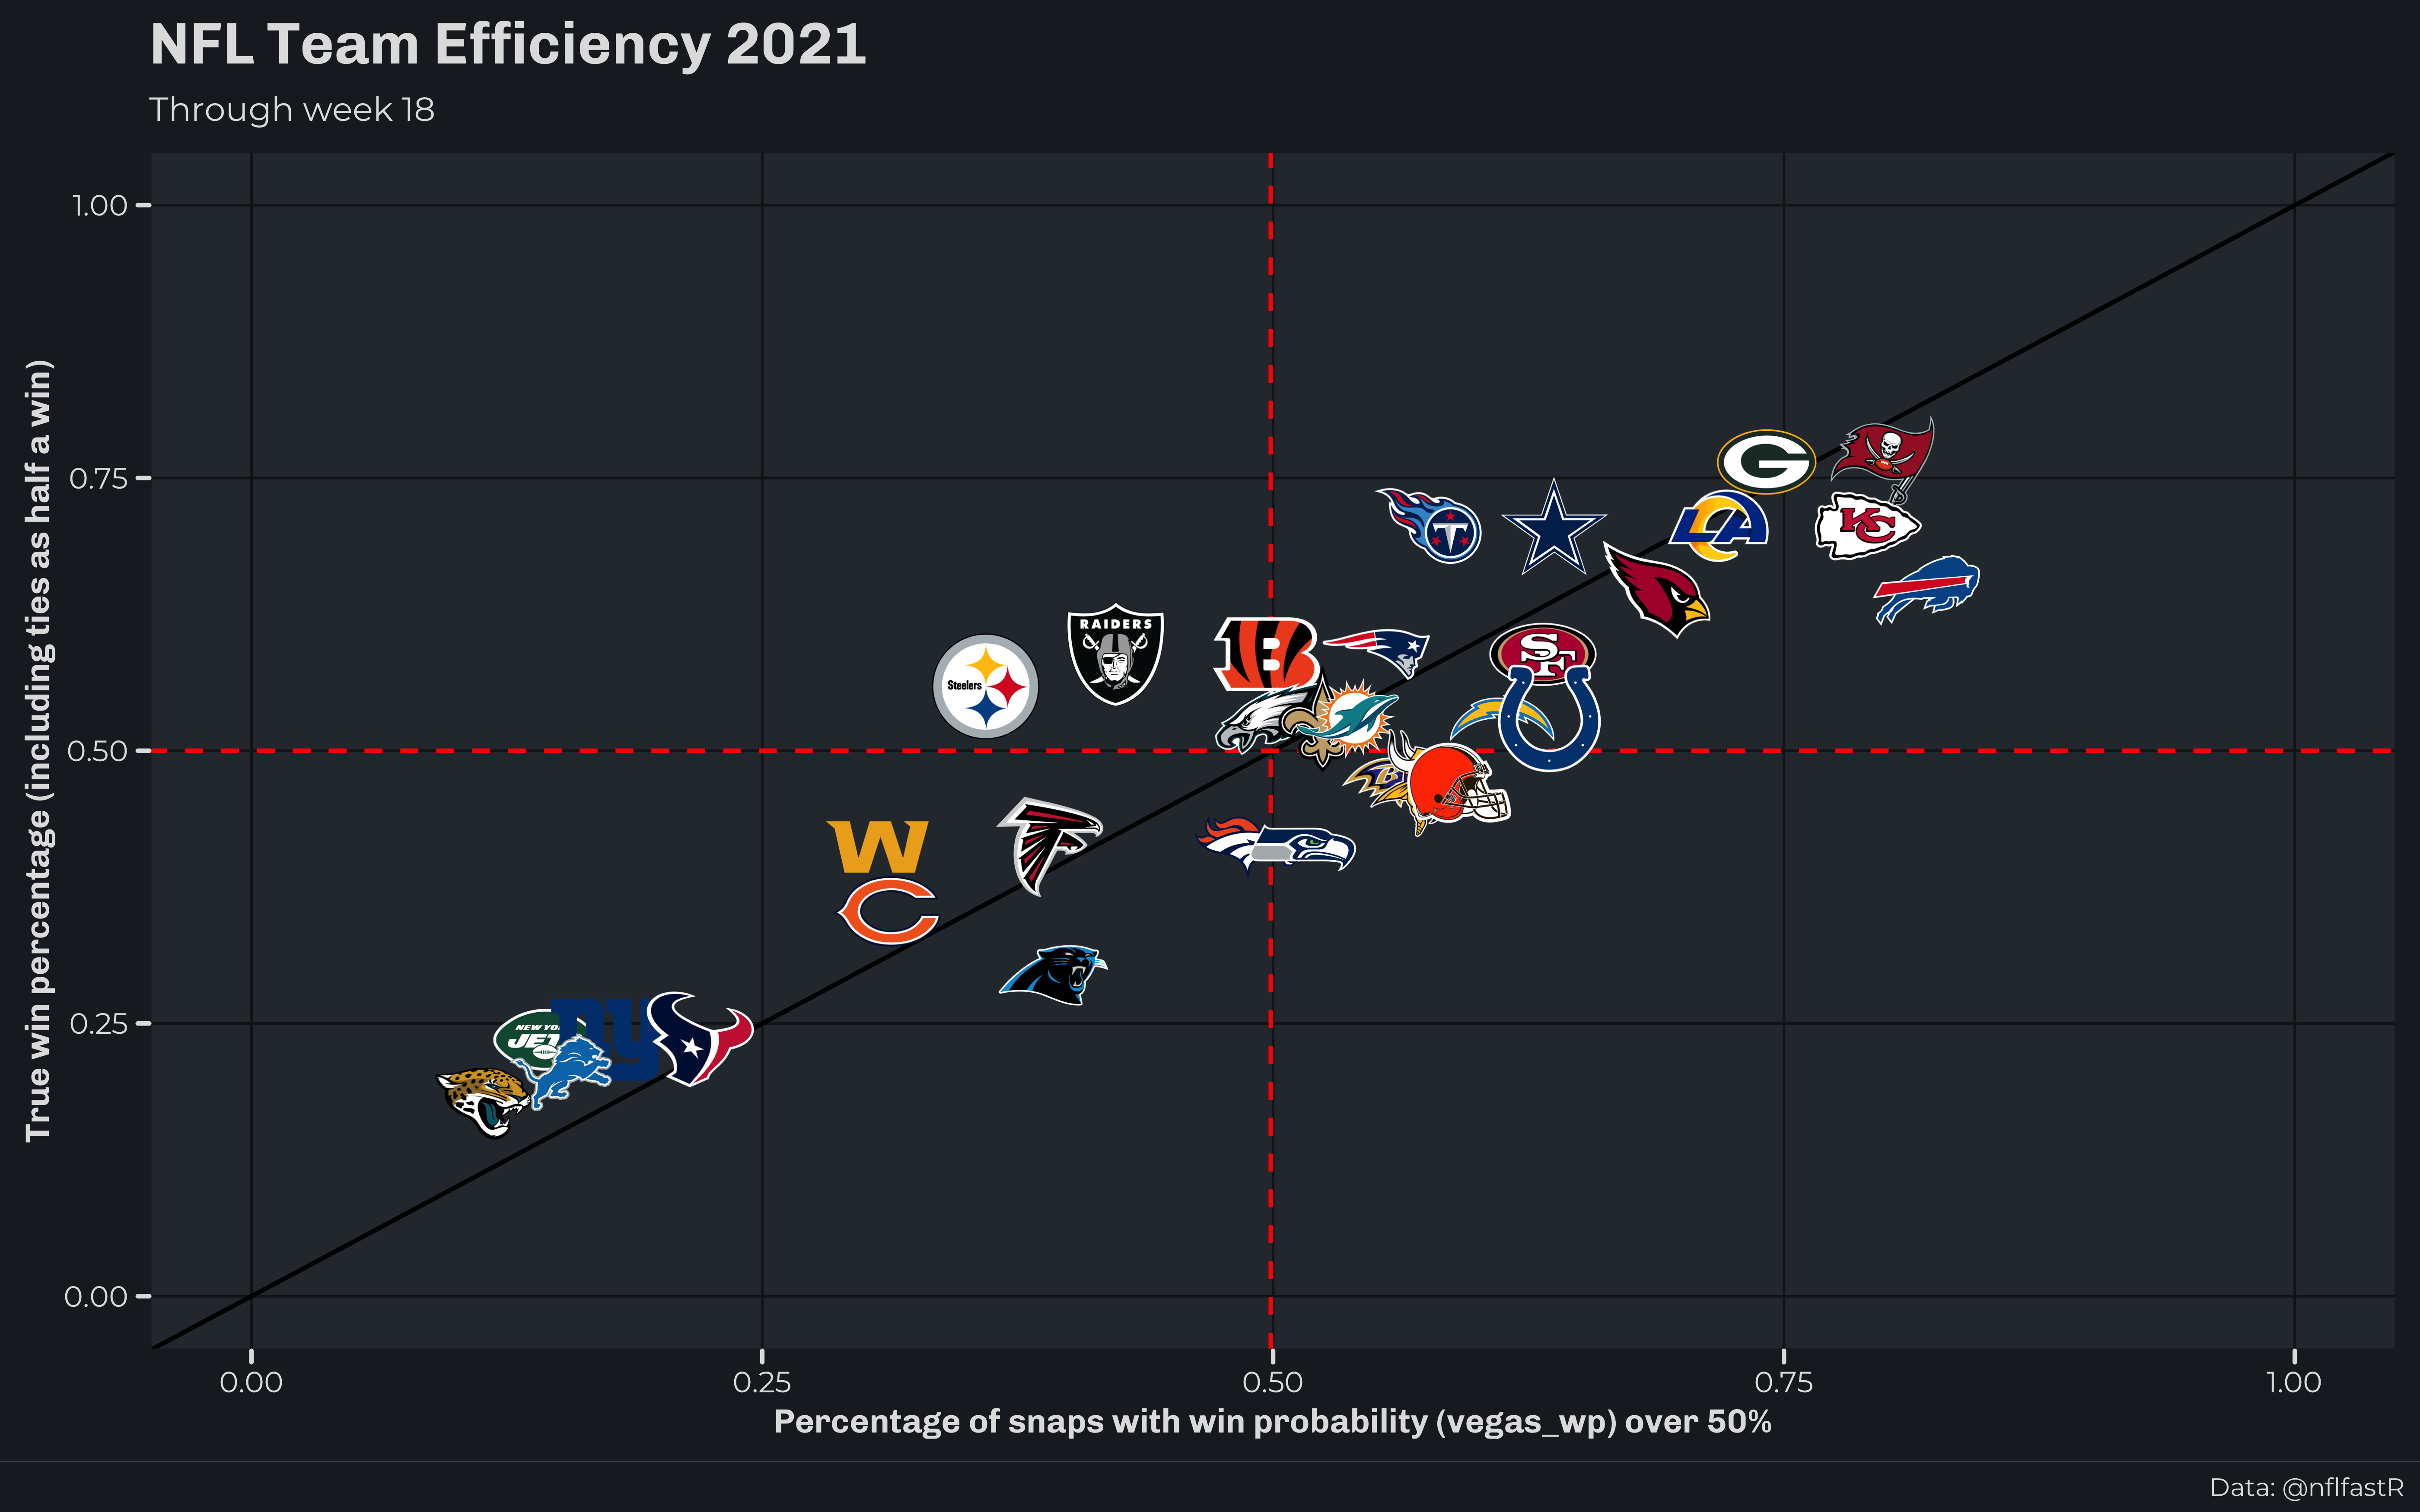 NFL Team Efficiency 2021
Through week 18
True win percentage (including ties as half a win)
1.00
0.75
0.50
0.25
0.00
RAIDERS
Steelers
NEW YO
JET
0.00
0.25
0.50
0.75
1.00
Percentage of snaps with win probability (vegas_wp) over 50%
Data: @nflfastR